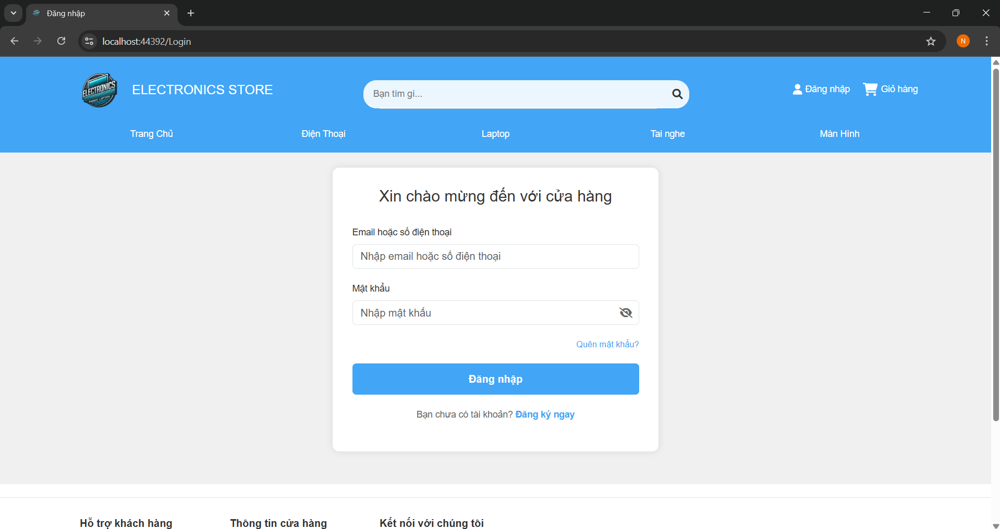 Đăng nhập
localhost:44392/Login
N
ELECTRONICS
PHONES - LAPTOPS
ELECTRONICS STORE
Bạn tìm gì...
Đăng nhập
Giỏ hàng
Trang Chủ
Điện Thoại
Laptop
Tai nghe
Màn Hình
Xin chào mừng đến với cửa hàng
Email hoặc số điện thoại
Nhập email hoặc số điện thoại
Mật khẩu
Nhập mật khẩu
Quên mật khẩu?
Đăng nhập
Bạn chưa có tài khoản? Đăng ký ngay
Hỗ trợ khách hàng
Thông tin cửa hàng
Kết nối với chúng tôi